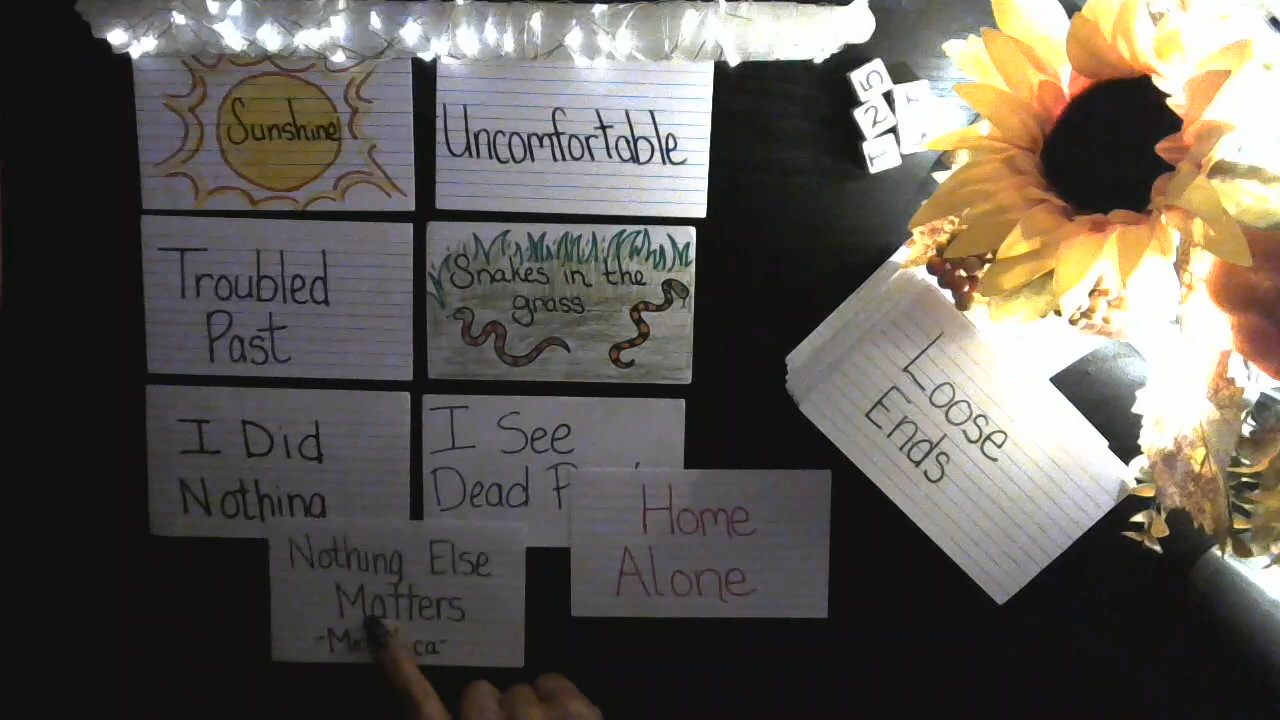 Sunshine
Uncomfortable
Troubled
Past
Snakes in the
grass
I Did
Nothing
I See
Dead
Home
Alone
Nothing Else
Matters
Loose
Ends
5
2
1